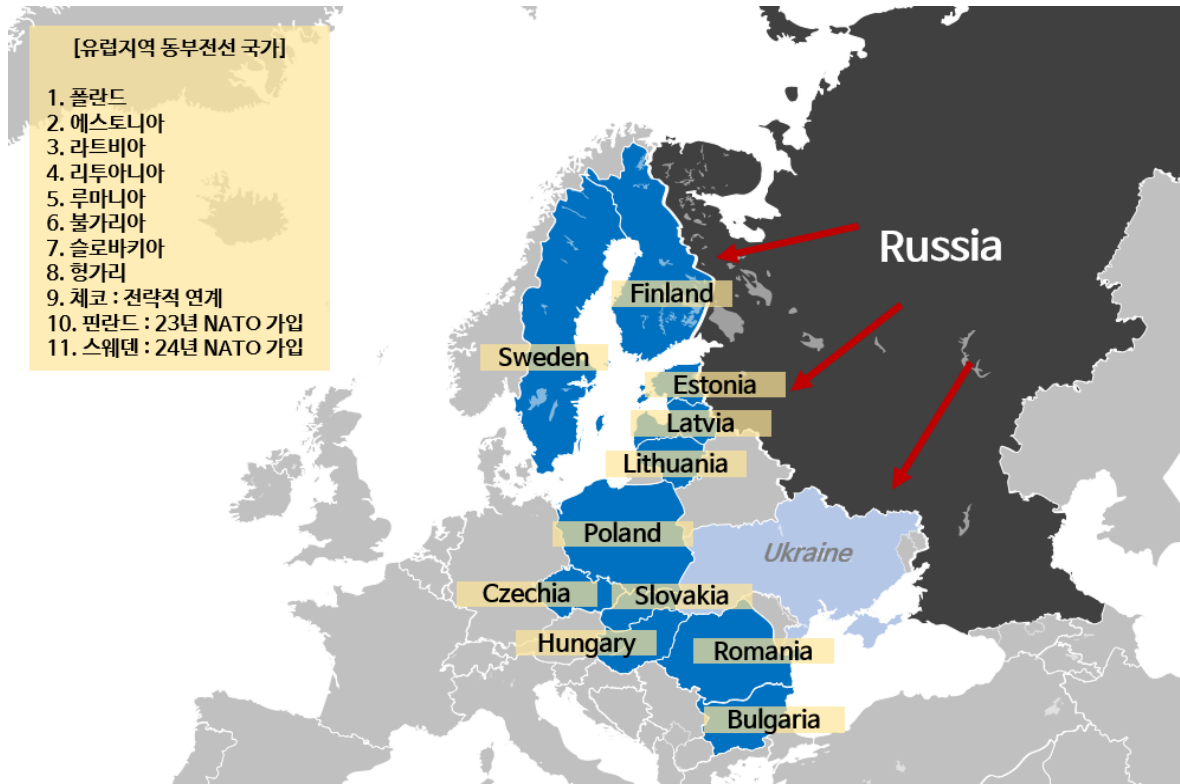 [유럽지역 동부전선 국가]
1. 폴란드
2. 에스토니아
3. 라트비아
4. 리투아니아
5. 루마니아
6. 불가리아
7. 슬로바키아
8. 헝가리
9. 체코 : 전략적 연계
10. 핀란드 : 23년 NATO 가입
11. 스웨덴 : 24년 NATO 가입
Russia
Finland
Sweden
Estonia
Latvia
Lithuania
Poland
Ukraine
Czechia
Slovakia
Hungary
Romania
Bulgaria